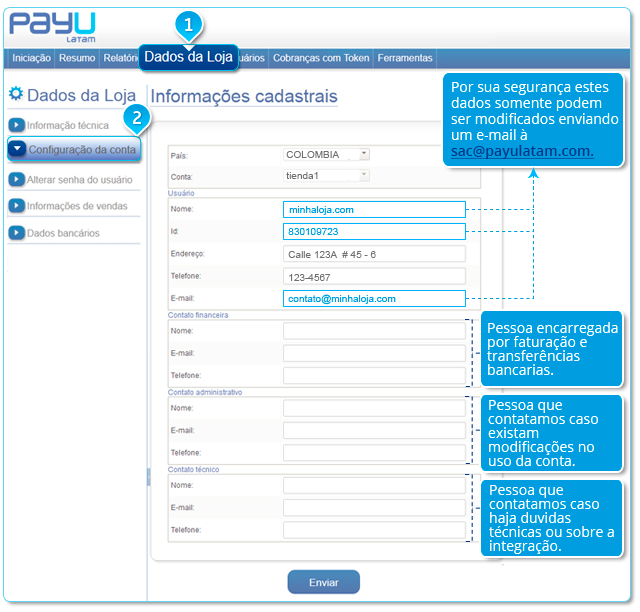 PayU
LATAM
1
Iniciação Resumo Relatóri Dados da Loja uários Cobranças com Token Ferramentas
Dados da Loja
Informação técnica
2
Configuração da conta
Alterar senha do usuário
Informações de vendas
Dados bancários
Informações cadastrais
Por sua segurança estes
dados somente podem
ser modificados enviando
um e-mail à
sac@payulatam.com.
País: COLOMBIA
Conta: tienda1
Usuário
Nome: minhaloja.com
Id: 830109723
Endereço: Calle 123A # 45 - 6
Telefone: 123-4567
E-mail: contato@minhaloja.com
Contato financeira
Nome:
E-mail:
Telefone:
Pessoa encarregada
por faturação e
transferências
bancarias.
Contato administrativo
Nome:
E-mail:
Telefone:
Pessoa que
contatamos caso
existam
modificações no
uso da conta.
Contato técnico
Nome:
E-mail:
Telefone:
Pessoa que
contatamos caso
haja duvidas
técnicas ou sobre a
integração.
Enviar